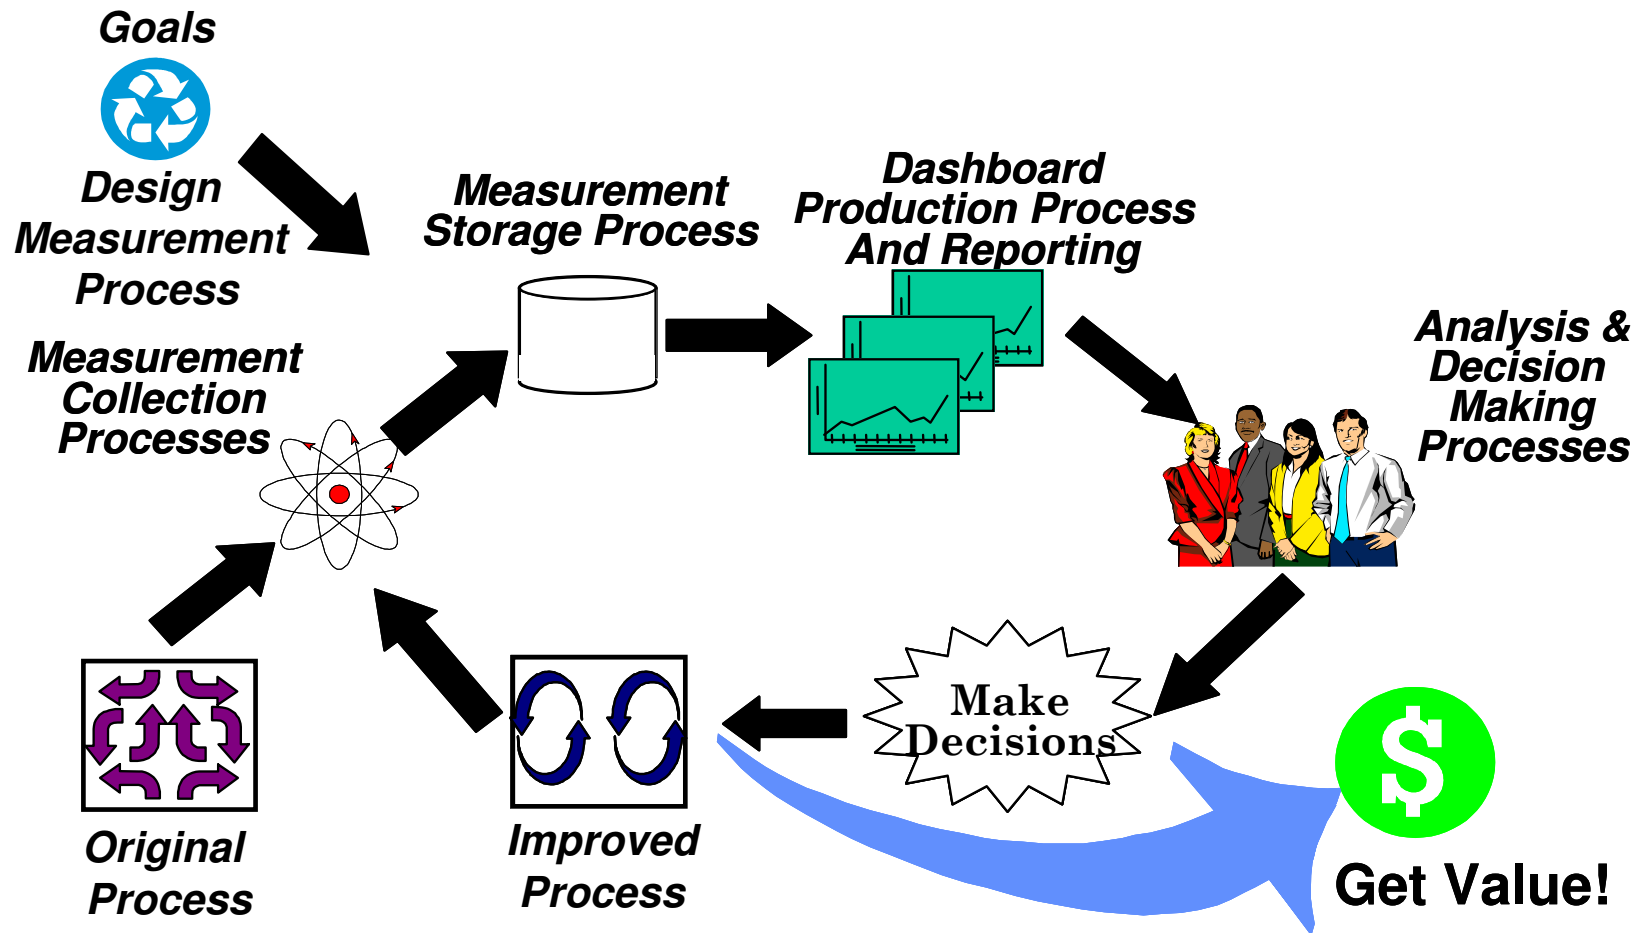 Goals
Design
Measurement
Process
Measurement
Storage Process
Dashboard
Production Process
And Reporting
Measurement
Collection
Processes
Analysis &
Decision
Making
Processes
Make
Decisions
$
Original
Process
Improved
Process
Get Value!